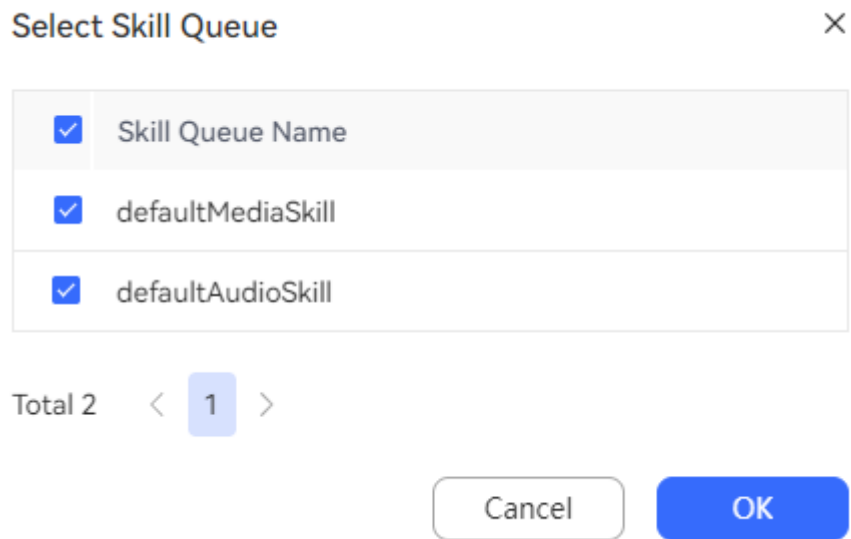 Select Skill Queue
Skill Queue Name
defaultMediaSkill
defaultAudioSkill
Total 2 < 1 >
Cancel OK